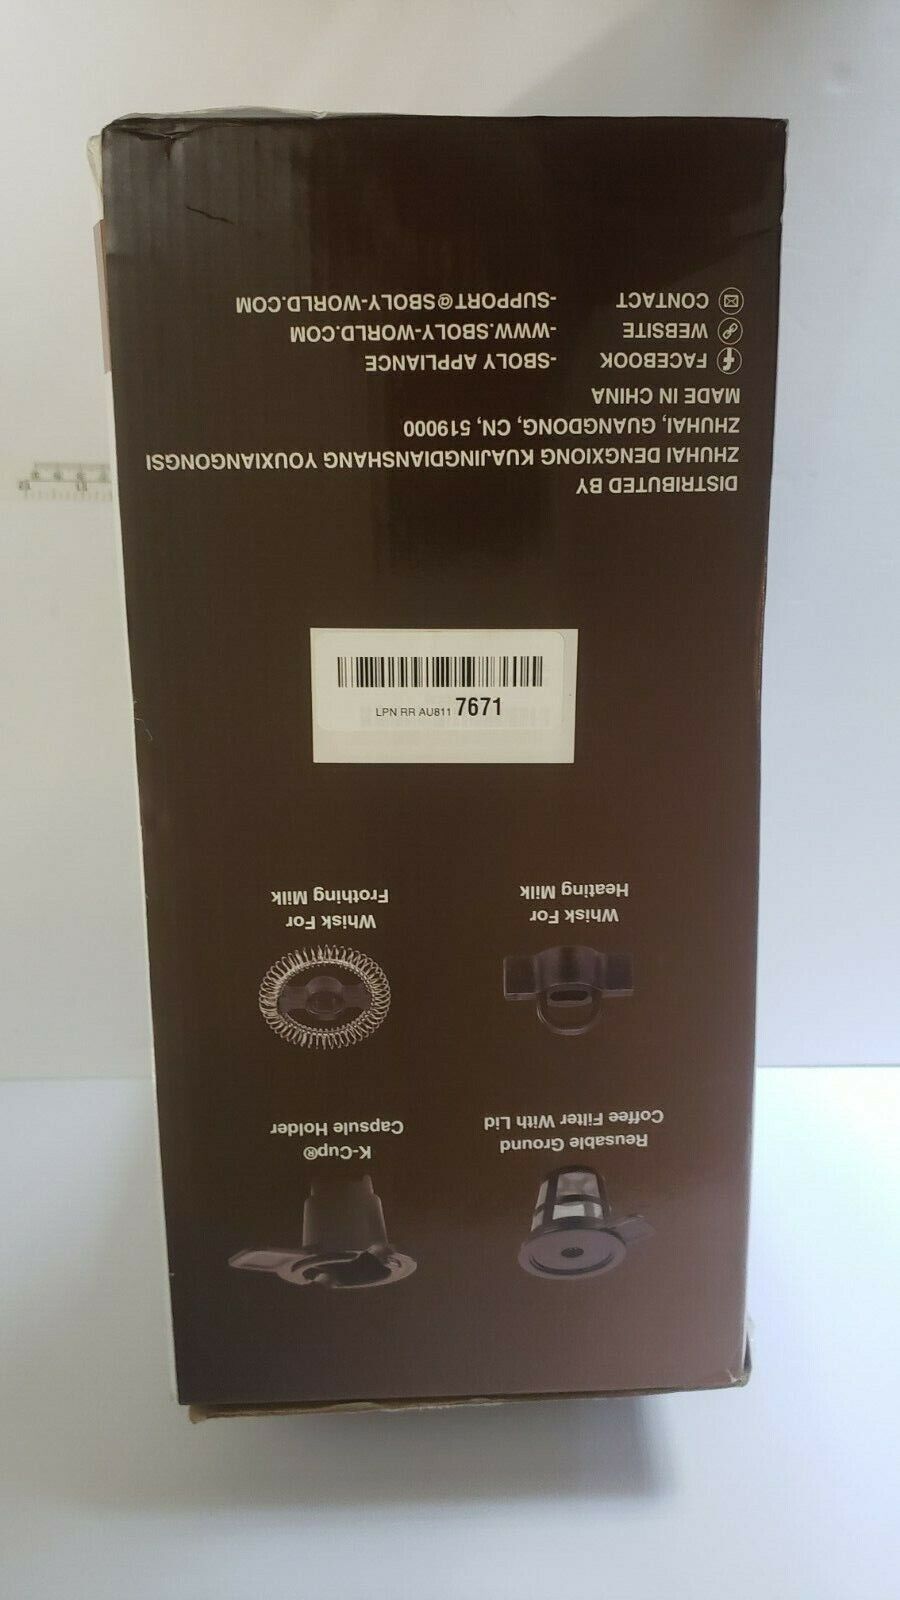 Reusable Ground
Coffee Filter With Lid
K-Cup®
Capsule Holder
Whisk For
Heating Milk
Whisk For
Frothing Milk
LPN RR AU811 7671
DISTRIBUTED BY
ZHUHAI DENGXIONG KUAJINGDIANSHANG YOUXIANGONGSI
ZHUHAI, GUANGDONG, CN, 519000
MADE IN CHINA
FACEBOOK -SBOLY APPLIANCE
WEBSITE -WWW.SBOLY-WORLD.COM
CONTACT -SUPPORT@SBOLY-WORLD.COM